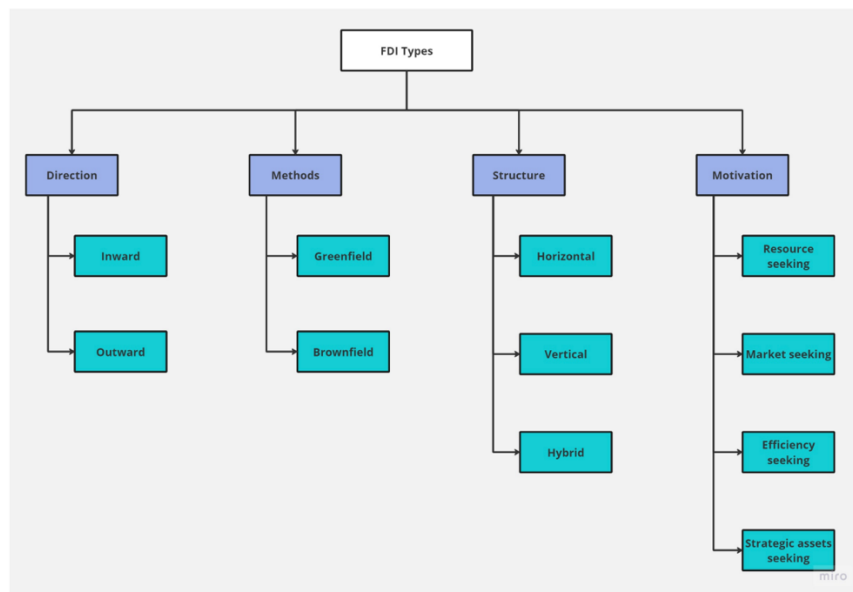 FDI Types
Direction
Methods
Structure
Motivation
Inward
Greenfield
Horizontal
Resource
seeking
Outward
Brownfield
Vertical
Market seeking
Hybrid
Efficiency
seeking
Strategic assets
seeking
miro